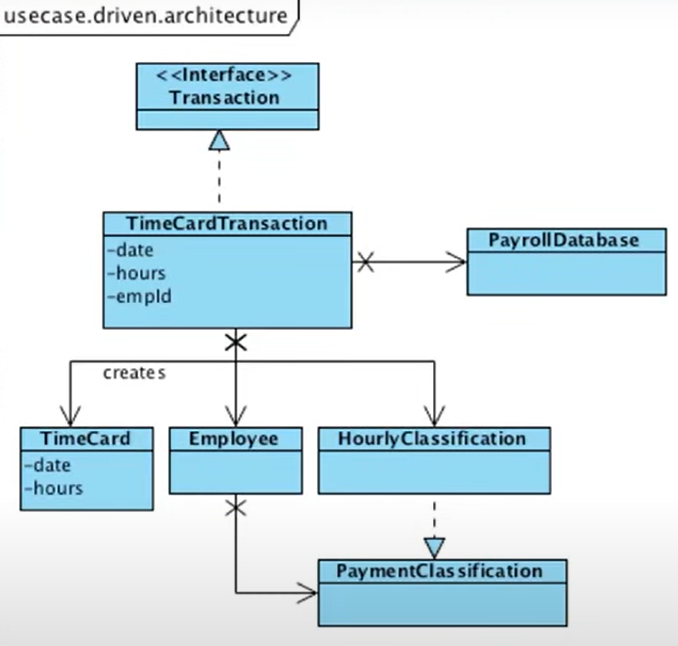 usecase.driven.architecture
<<Interface>>
Transaction
TimeCardTransaction
-date
-hours
-empId
PayrollDatabase
creates
TimeCard
-date
-hours
Employee
HourlyClassification
PaymentClassification